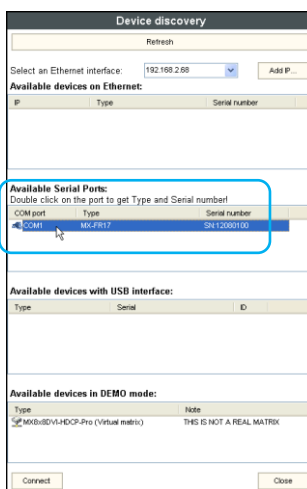 Device discovery
Refresh
Select an Ethernet interface: 192.168.2.68 Add IP...
Available devices on Ethernet:
IP Type Serial number
Available Serial Ports:
Double click on the port to get Type and Serial number!
COM port Type Serial number
COM1 MX-FR17 SN:12080100
Available devices with USB interface:
Type Serial ID
Available devices in DEMO mode:
Type Note
MX8x8DVI-HDCP-Pro (Virtual matrix) THIS IS NOT A REAL MATRIX
Connect Close